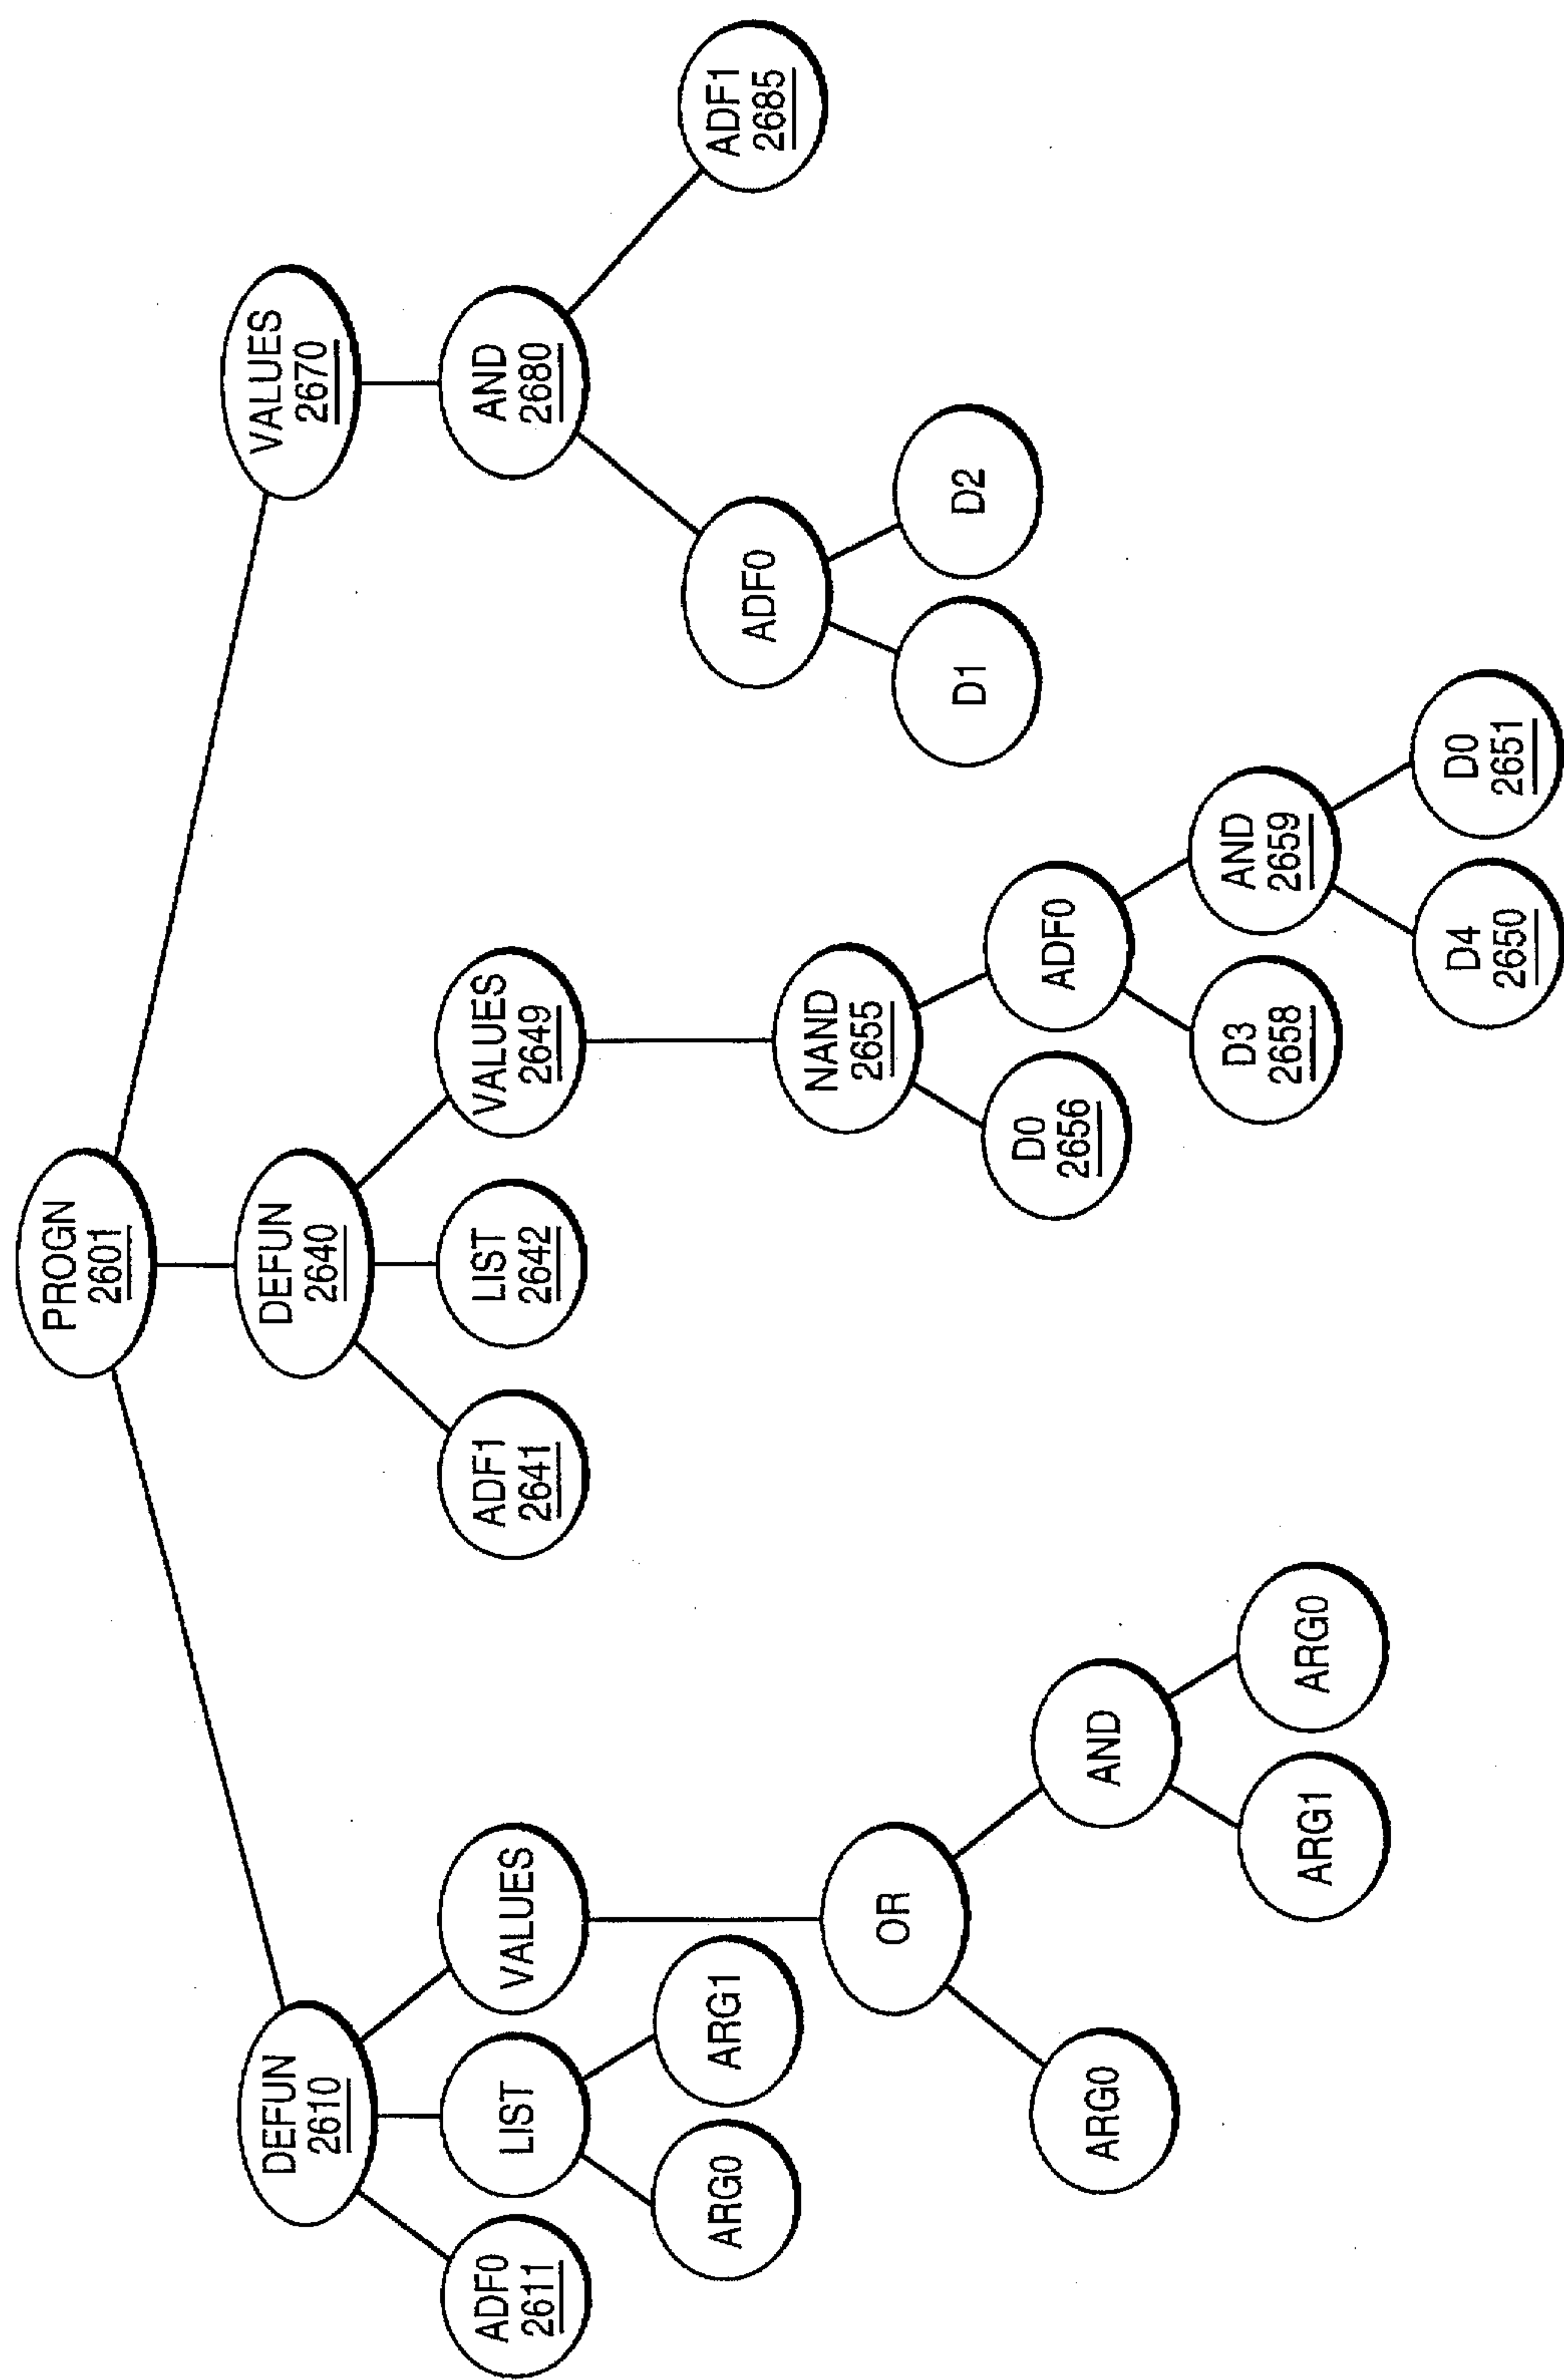 PROGN
2601
DEFUN
2610
DEFUN
2640
VALUES
2670
ADF0
2611
LIST
VALUES
ADF1
2641
LIST
2642
VALUES
2649
AND
2680
ARG0
ARG1
ADF0
ADF1
2685
OR
NAND
2655
D1
D2
ARG0
AND
D0
2656
ADF0
ARG1
ARG0
D3
2658
AND
2659
D4
2650
D0
2651